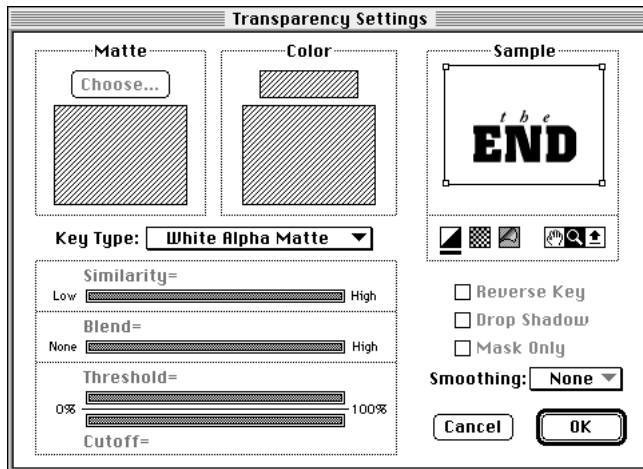 Transparency Settings
Matte
Choose...
Color
Sample
the
END
Key Type: White Alpha Matte
Similarity=
Low High
Blend=
None High
Threshold=
0% 100%
Cutoff=
Reverse Key
Drop Shadow
Mask Only
Smoothing: None
Cancel OK